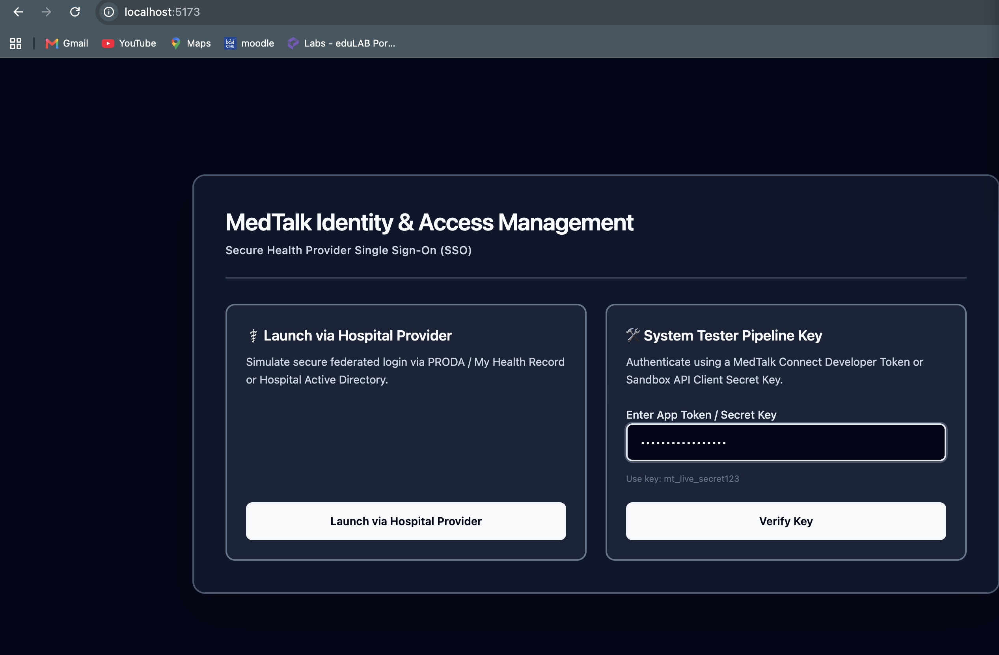 localhost:5173
Gmail
YouTube
Maps
CIHE
moodle
Labs - eduLAB Por...
MedTalk Identity & Access Management
Secure Health Provider Single Sign-On (SSO)
⚕ Launch via Hospital Provider
Simulate secure federated login via PRODA / My Health Record
or Hospital Active Directory.
Launch via Hospital Provider
🛠 System Tester Pipeline Key
Authenticate using a MedTalk Connect Developer Token or
Sandbox API Client Secret Key.
Enter App Token / Secret Key
•••••••••••••••••
Use key: mt_live_secret123
Verify Key